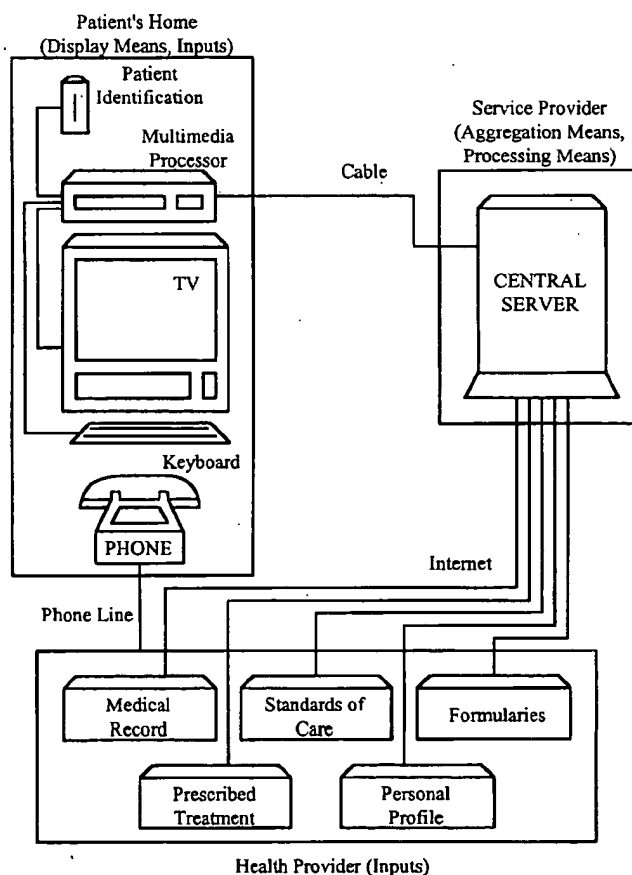 Patient's Home
(Display Means, Inputs)
Patient
Identification
Multimedia
Processor
TV
Keyboard
PHONE
Cable
Service Provider
(Aggregation Means,
Processing Means)
CENTRAL
SERVER
Internet
Phone Line
Medical
Record
Standards of
Care
Formularies
Prescribed
Treatment
Personal
Profile
Health Provider (Inputs)